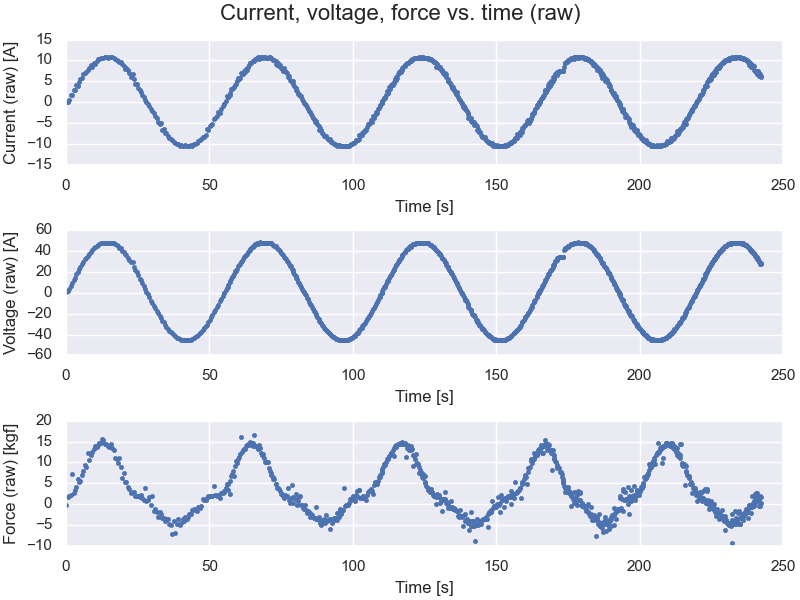 Current, voltage, force vs. time (raw)
Current (raw) [A]
15
10
5
0
−5
−10
−15
0 50 100 150 200 250
Time [s]
Voltage (raw) [A]
60
40
20
0
−20
−40
−60
0 50 100 150 200 250
Time [s]
Force (raw) [kgf]
20
15
10
5
0
−5
−10
0 50 100 150 200 250
Time [s]